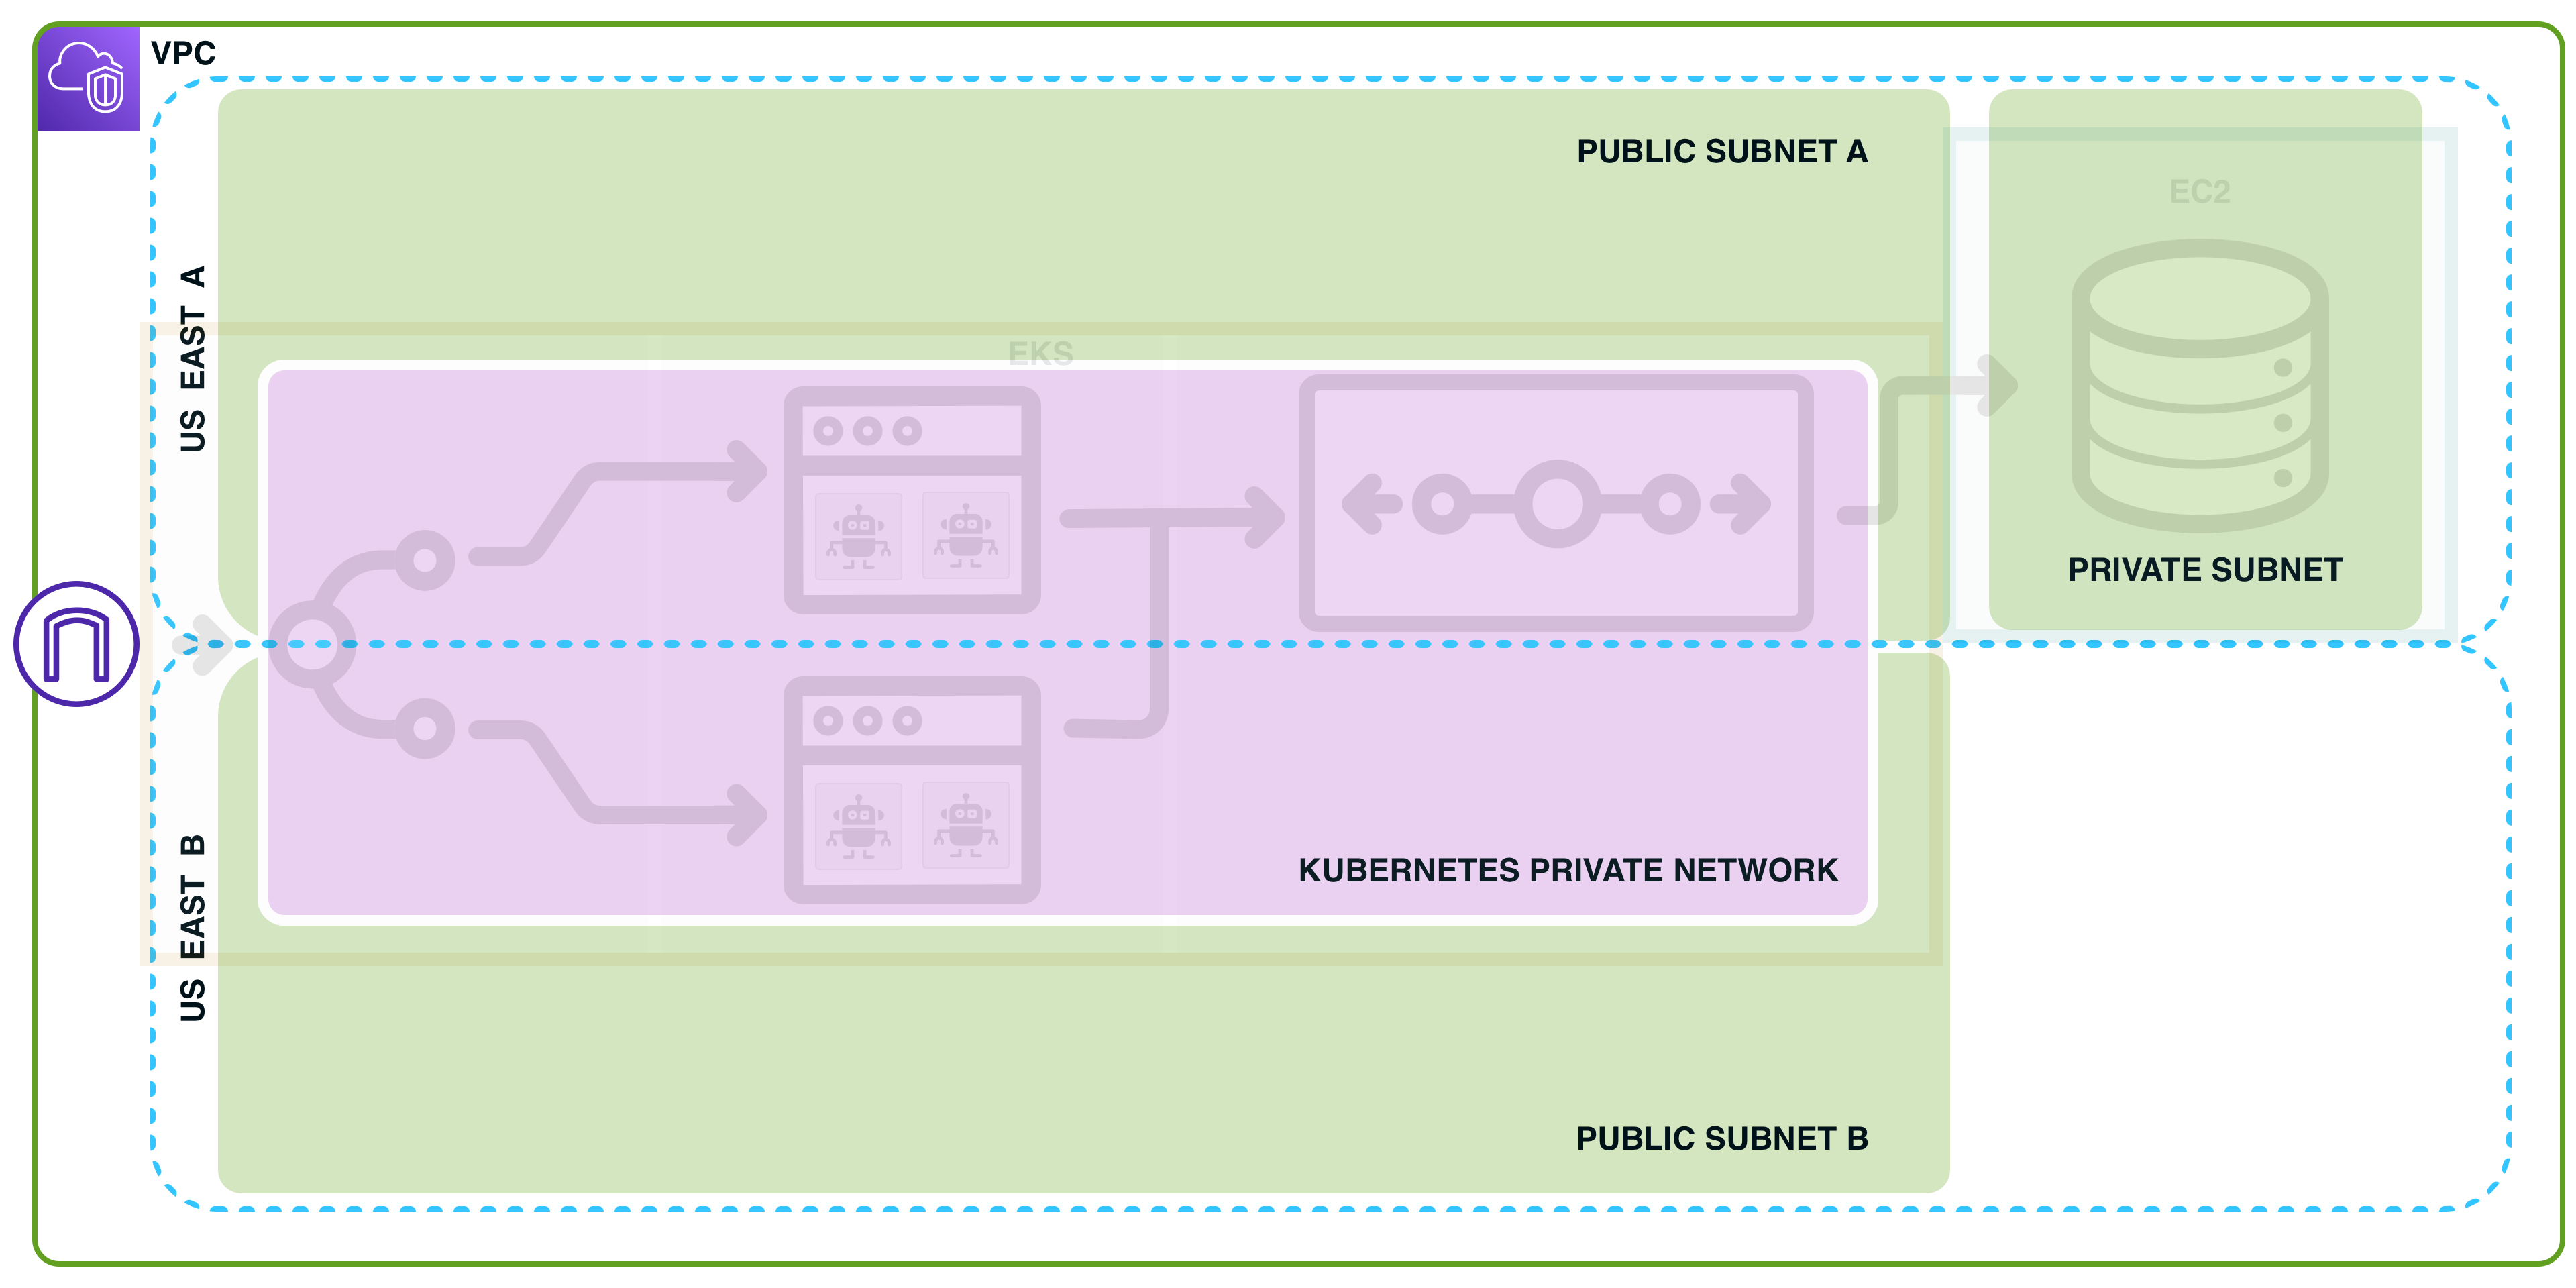 VPC
PUBLIC SUBNET A
EC2
US EAST A
EKS
PRIVATE SUBNET
US EAST B
KUBERNETES PRIVATE NETWORK
PUBLIC SUBNET B